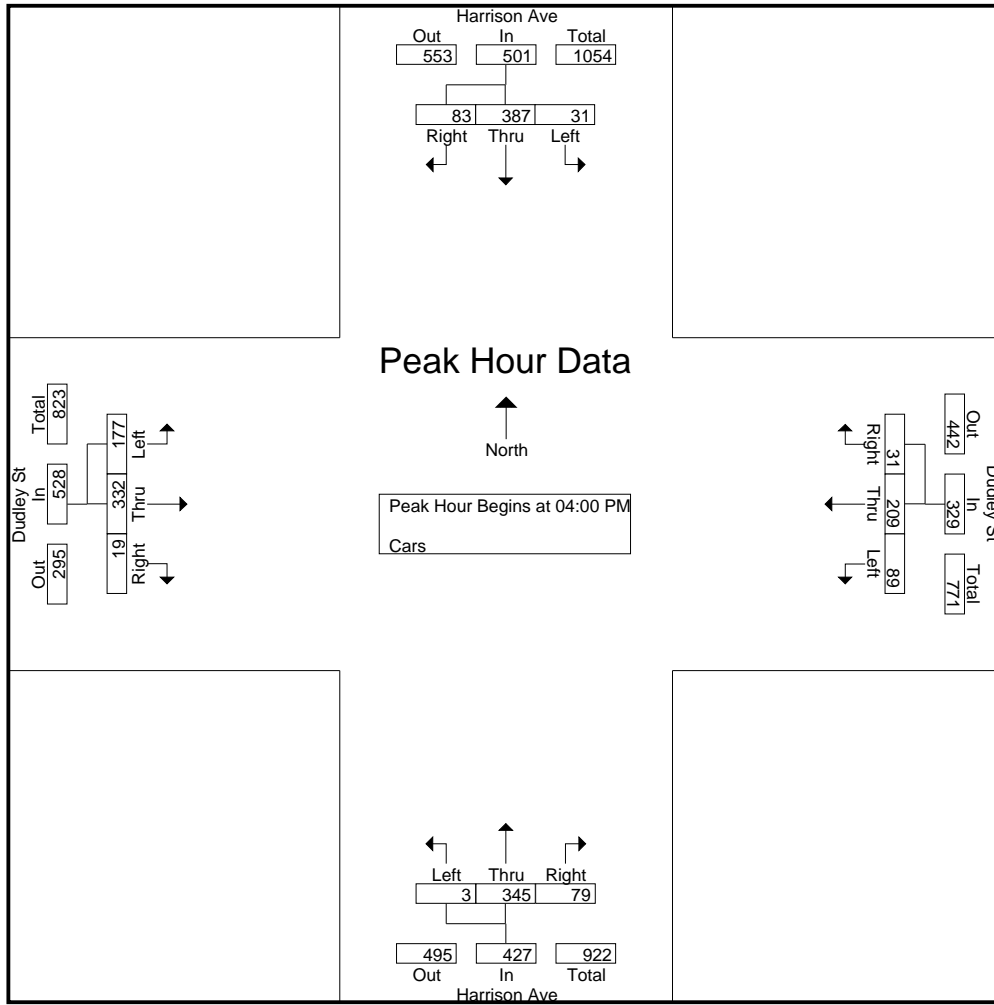 Harrison Ave
Out In Total
553 501 1054
83 387 31
Right Thru Left
Peak Hour Data
North
Peak Hour Begins at 04:00 PM
Cars
Dudley St
Total In Out
823 528 295
177 332 19
Left Thru Right
Dudley St
Out In Total
442 329 771
31 209 89
Right Thru Left
Left Thru Right
3 345 79
495 427 922
Out In Total
Harrison Ave